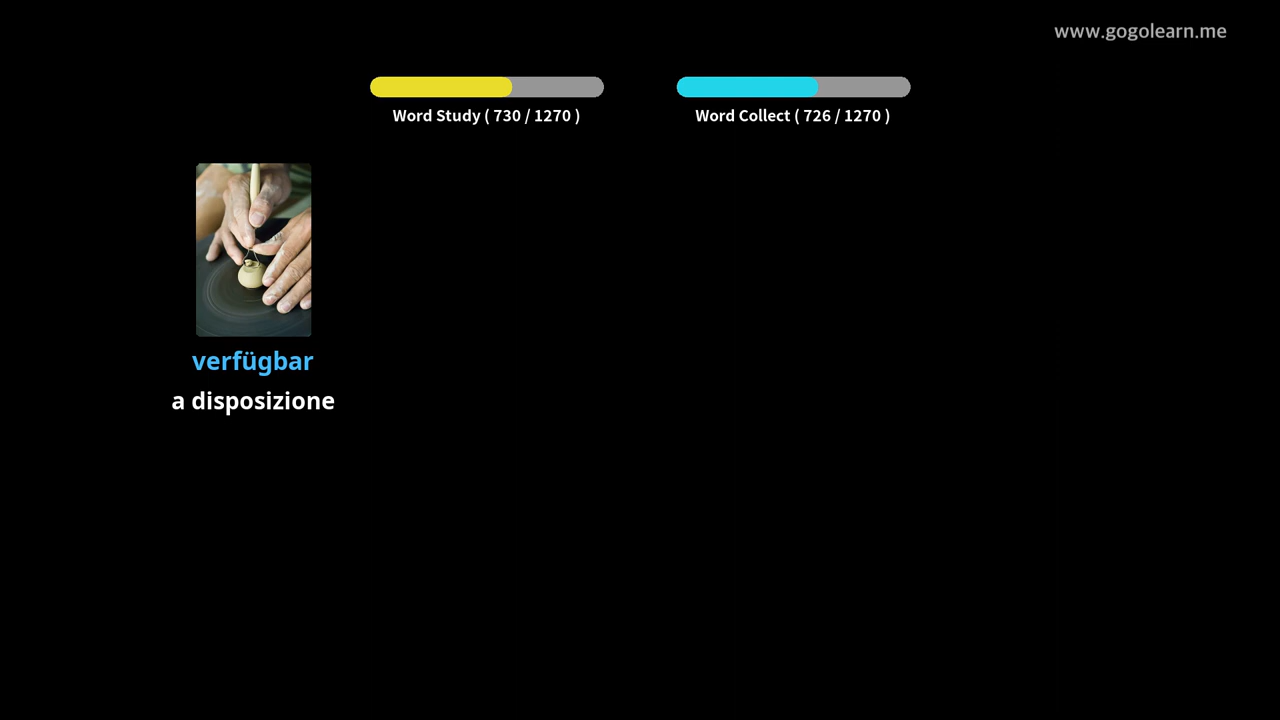 www.gogolearn.me
Word Study ( 730 / 1270 )
Word Collect ( 726 / 1270 )
verfügbar
a disposizione